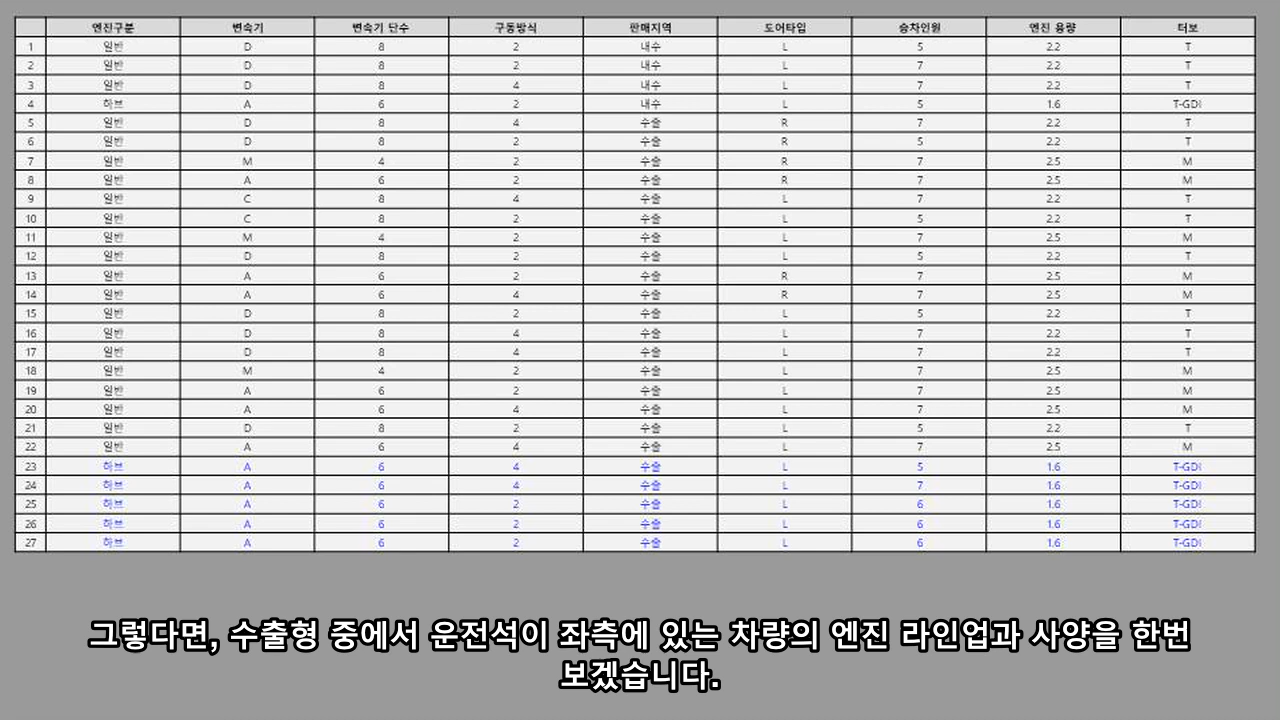 엔진구분 변속기 변속기 단수 구동방식 판매지역 도어타입 승차인원 엔진 용량 터보
1 일반 D 8 2 내수 L 5 2.2 T
2 일반 D 8 2 내수 L 7 2.2 T
3 일반 D 8 4 내수 L 7 2.2 T
4 하브 A 6 2 내수 L 5 1.6 T-GDi
5 일반 D 8 4 수출 R 7 2.2 T
6 일반 D 8 2 수출 R 5 2.2 T
7 일반 M 4 2 수출 R 7 2.5 M
8 일반 A 6 2 수출 R 7 2.5 M
9 일반 C 8 4 수출 L 7 2.2 T
10 일반 C 8 2 수출 L 5 2.2 T
11 일반 M 4 2 수출 L 7 2.5 M
12 일반 D 8 2 수출 L 5 2.2 T
13 일반 A 6 2 수출 R 7 2.5 M
14 일반 A 6 4 수출 R 7 2.5 M
15 일반 D 8 2 수출 L 5 2.2 T
16 일반 D 8 4 수출 L 7 2.2 T
17 일반 D 8 4 수출 L 7 2.2 T
18 일반 M 4 2 수출 L 7 2.5 M
19 일반 A 6 2 수출 L 7 2.5 M
20 일반 A 6 4 수출 L 7 2.5 M
21 일반 D 8 2 수출 L 5 2.2 T
22 일반 A 6 4 수출 L 7 2.5 M
23 하브 A 6 4 수출 L 5 1.6 T-GDi
24 하브 A 6 4 수출 L 7 1.6 T-GDi
25 하브 A 6 2 수출 L 6 1.6 T-GDi
26 하브 A 6 2 수출 L 6 1.6 T-GDi
27 하브 A 6 2 수출 L 6 1.6 T-GDi
그렇다면, 수출형 중에서 운전석이 좌측에 있는 차량의 엔진 라인업과 사양을 한번
보겠습니다.